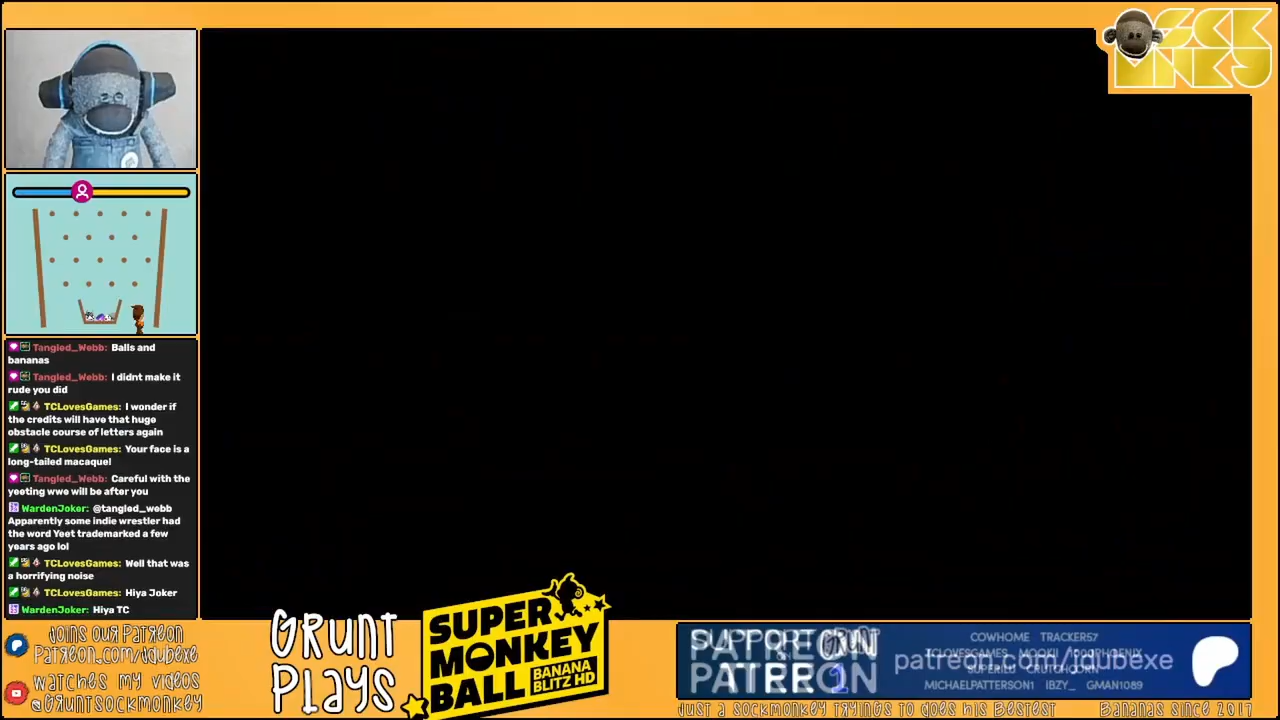 SCK
MNKY
Tangled_Webb: Balls and
bananas
Tangled_Webb: I didnt make it
rude you did
TCLovesGames: I wonder if
the credits will have that huge
obstacle course of letters again
TCLovesGames: Your face is a
long-tailed macaque!
Tangled_Webb: Careful with the
yeeting wwe will be after you
WardenJoker: @tangled_webb
Apparently some indie wrestler had
the word Yeet trademarked a few
years ago lol
TCLovesGames: Well that was
a horrifying noise
TCLovesGames: Hiya Joker
WardenJoker: Hiya TC
Joins our Patreon
Patreon.com/dqubexe
watches my videos
@Gruntsockmonkey
Grunt
Plays
SUPER
MONKEY
BALL
BANANA
BLITZ HD
COWHOME TRACKER57
patreon.com/dqubexe
MICHAELPATTERSON1 IBZY_ GMAN1089
Just a sockmonkey trying to does his bestest
Bananas since 2017